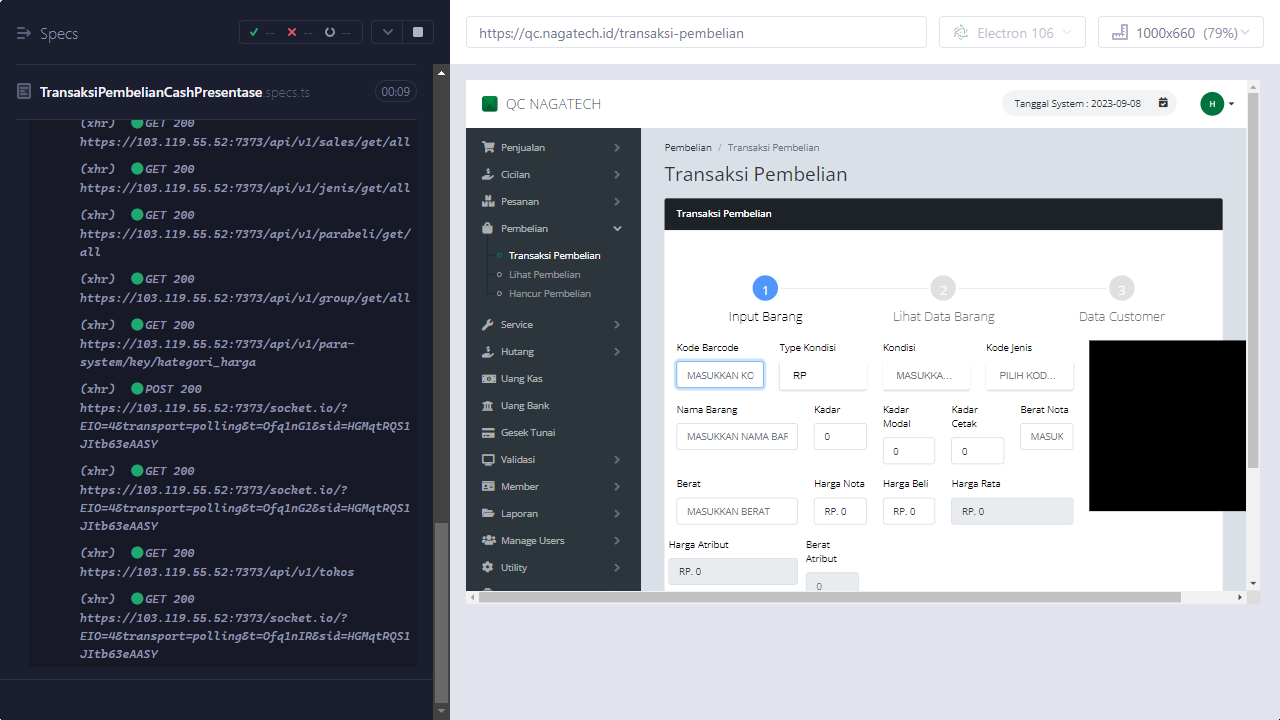 Specs
--
--
--
TransaksiPembelianCashPresentase.specs.ts
00:09
(xhr) GET 200
https://103.119.55.52:7373/api/v1/sales/get/all
(xhr) GET 200
https://103.119.55.52:7373/api/v1/jenis/get/all
(xhr) GET 200
https://103.119.55.52:7373/api/v1/parabeli/get/
all
(xhr) GET 200
https://103.119.55.52:7373/api/v1/group/get/all
(xhr) GET 200
https://103.119.55.52:7373/api/v1/para-
system/key/kategori_harga
(xhr) POST 200
https://103.119.55.52:7373/socket.io/?
EIO=4&transport=polling&t=Ofq1nG1&sid=HGMqtRQS1
JItb63eAASY
(xhr) GET 200
https://103.119.55.52:7373/socket.io/?
EIO=4&transport=polling&t=Ofq1nG2&sid=HGMqtRQS1
JItb63eAASY
(xhr) GET 200
https://103.119.55.52:7373/api/v1/tokos
(xhr) GET 200
https://103.119.55.52:7373/socket.io/?
EIO=4&transport=polling&t=Ofq1nIR&sid=HGMqtRQS1
JItb63eAASY
https://qc.nagatech.id/transaksi-pembelian
Electron 106
1000x660 (79%)
QC NAGATECH
Tanggal System : 2023-09-08
H
Penjualan
Cicilan
Pesanan
Pembelian
Transaksi Pembelian
Lihat Pembelian
Hancur Pembelian
Service
Hutang
Uang Kas
Uang Bank
Gesek Tunai
Validasi
Member
Laporan
Manage Users
Utility
Pembelian / Transaksi Pembelian
Transaksi Pembelian
Transaksi Pembelian
1
2
3
Input Barang
Lihat Data Barang
Data Customer
Kode Barcode
Type Kondisi
Kondisi
Kode Jenis
MASUKKAN KO
RP
MASUKKA...
PILIH KOD...
Nama Barang
Kadar
Kadar Modal
Kadar Cetak
Berat Nota
MASUKKAN NAMA BAR
0
0
0
MASUK
Berat
Harga Nota
Harga Beli
Harga Rata
MASUKKAN BERAT
RP. 0
RP. 0
RP. 0
Harga Atribut
Berat Atribut
RP. 0
0